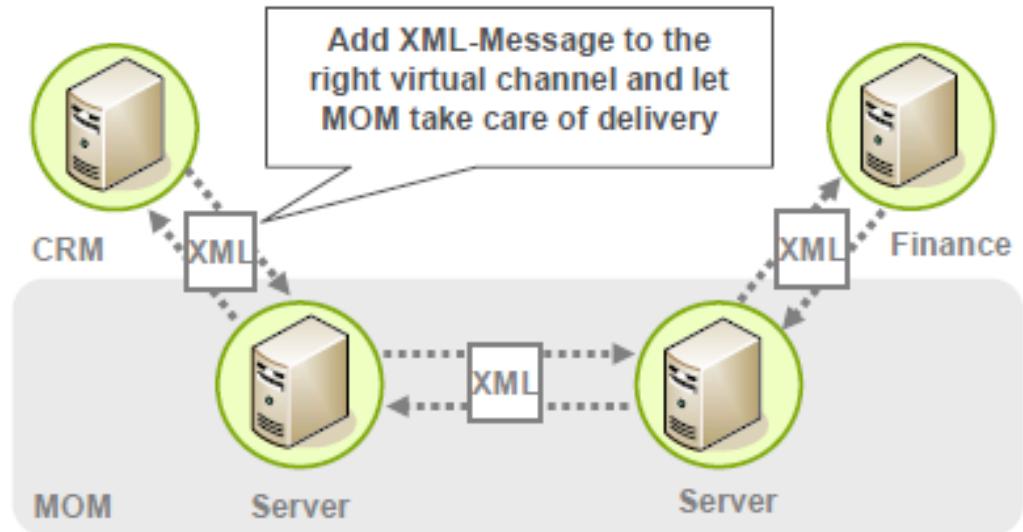 Add XML-Message to the
right virtual channel and let
MOM take care of delivery
CRM
XML
XML
Finance
XML
MOM
Server
Server